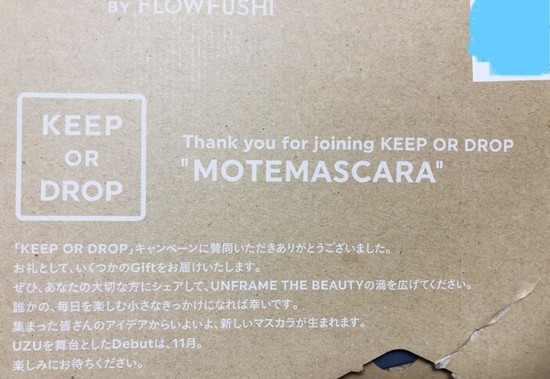 BY FLOWFUSHI
KEEP
OR
DROP
Thank you for joining KEEP OR DROP
"MOTEMASCARA"
「KEEP OR DROP」キャンペーンに賛同いただきありがとうございました。
お礼として、いくつかのGiftをお届けいたします。
ぜひ、あなたの大切な方にシェアして、UNFRAME THE BEAUTYの渦を広げてください。
誰かの、毎日を楽しむ小さなきっかけになれば幸いです。
集まった皆さんのアイデアからいよいよ、新しいマスカラが生まれます。
UZUを舞台としたDebutは、11月。
楽しみにお待ちください。